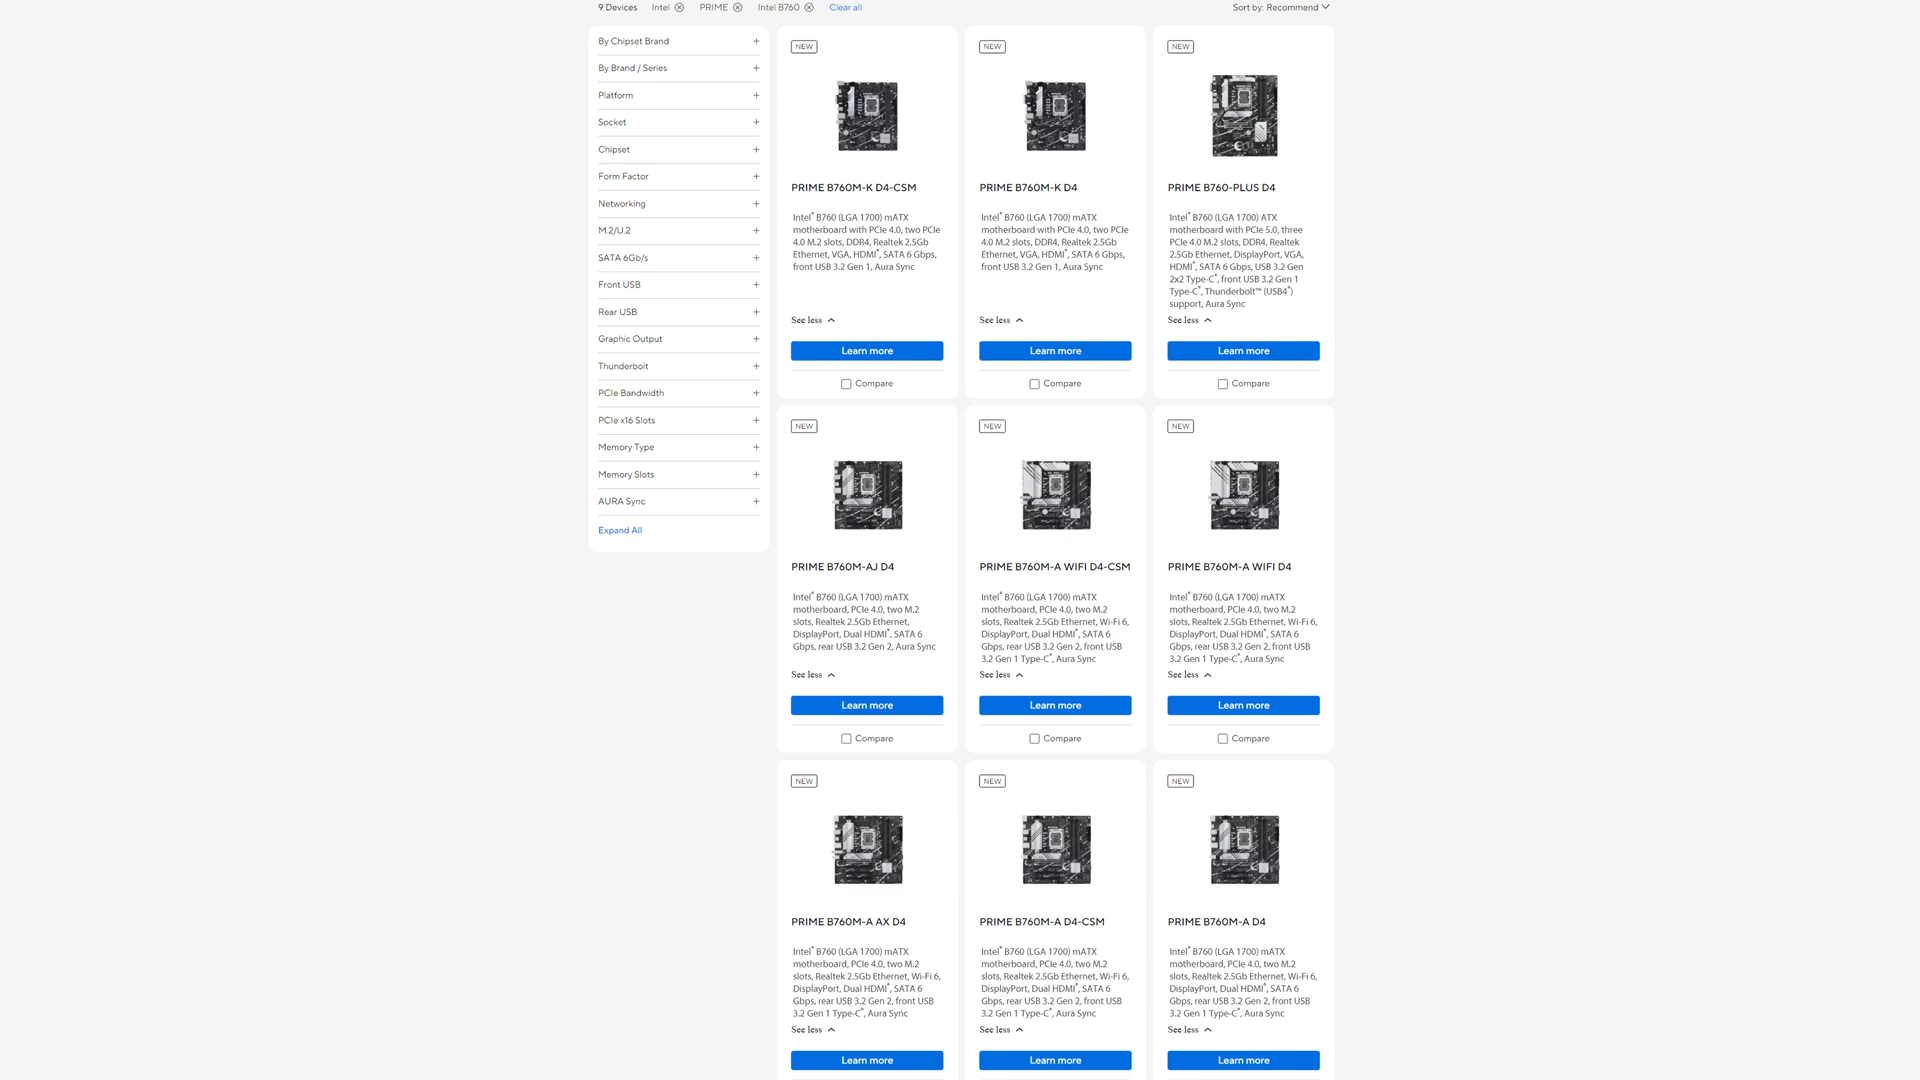 9 Devices
Intel
PRIME
Intel B760
Clear all
Sort by: Recommend
By Chipset Brand
By Brand / Series
Platform
Socket
Chipset
Form Factor
Networking
M.2/U.2
SATA 6Gb/s
Front USB
Rear USB
Graphic Output
Thunderbolt
PCIe Bandwidth
PCIe x16 Slots
Memory Type
Memory Slots
AURA Sync
Expand All
NEW
PRIME B760M-K D4-CSM
Intel® B760 (LGA 1700) mATX
motherboard with PCIe 4.0, two PCIe
4.0 M.2 slots, DDR4, Realtek 2.5Gb
Ethernet, VGA, HDMI®, SATA 6 Gbps,
front USB 3.2 Gen 1, Aura Sync
See less
Learn more
Compare
NEW
PRIME B760M-K D4
Intel® B760 (LGA 1700) mATX
motherboard with PCIe 4.0, two PCIe
4.0 M.2 slots, DDR4, Realtek 2.5Gb
Ethernet, VGA, HDMI®, SATA 6 Gbps,
front USB 3.2 Gen 1, Aura Sync
See less
Learn more
Compare
NEW
PRIME B760-PLUS D4
Intel® B760 (LGA 1700) ATX
motherboard with PCIe 5.0, three
PCIe 4.0 M.2 slots, DDR4, Realtek
2.5Gb Ethernet, DisplayPort, VGA,
HDMI®, SATA 6 Gbps, USB 3.2 Gen
2x2 Type-C®, front USB 3.2 Gen 1
Type-C®, Thunderbolt™ (USB4®)
support, Aura Sync
See less
Learn more
Compare
NEW
PRIME B760M-AJ D4
Intel® B760 (LGA 1700) mATX
motherboard, PCIe 4.0, two M.2
slots, Realtek 2.5Gb Ethernet,
DisplayPort, Dual HDMI®, SATA 6
Gbps, rear USB 3.2 Gen 2, Aura Sync
See less
Learn more
Compare
NEW
PRIME B760M-A WIFI D4-CSM
Intel® B760 (LGA 1700) mATX
motherboard, PCIe 4.0, two M.2
slots, Realtek 2.5Gb Ethernet, Wi-Fi 6,
DisplayPort, Dual HDMI®, SATA 6
Gbps, rear USB 3.2 Gen 2, front USB
3.2 Gen 1 Type-C®, Aura Sync
See less
Learn more
Compare
NEW
PRIME B760M-A WIFI D4
Intel® B760 (LGA 1700) mATX
motherboard, PCIe 4.0, two M.2
slots, Realtek 2.5Gb Ethernet, Wi-Fi 6,
DisplayPort, Dual HDMI®, SATA 6
Gbps, rear USB 3.2 Gen 2, front USB
3.2 Gen 1 Type-C®, Aura Sync
See less
Learn more
Compare
NEW
PRIME B760M-A AX D4
Intel® B760 (LGA 1700) mATX
motherboard, PCIe 4.0, two M.2
slots, Realtek 2.5Gb Ethernet, Wi-Fi 6,
DisplayPort, Dual HDMI®, SATA 6
Gbps, rear USB 3.2 Gen 2, front USB
3.2 Gen 1 Type-C®, Aura Sync
See less
Learn more
NEW
PRIME B760M-A D4-CSM
Intel® B760 (LGA 1700) mATX
motherboard, PCIe 4.0, two M.2
slots, Realtek 2.5Gb Ethernet, Wi-Fi 6,
DisplayPort, Dual HDMI®, SATA 6
Gbps, rear USB 3.2 Gen 2, front USB
3.2 Gen 1 Type-C®, Aura Sync
See less
Learn more
NEW
PRIME B760M-A D4
Intel® B760 (LGA 1700) mATX
motherboard, PCIe 4.0, two M.2
slots, Realtek 2.5Gb Ethernet, Wi-Fi 6,
DisplayPort, Dual HDMI®, SATA 6
Gbps, rear USB 3.2 Gen 2, front USB
3.2 Gen 1 Type-C®, Aura Sync
See less
Learn more